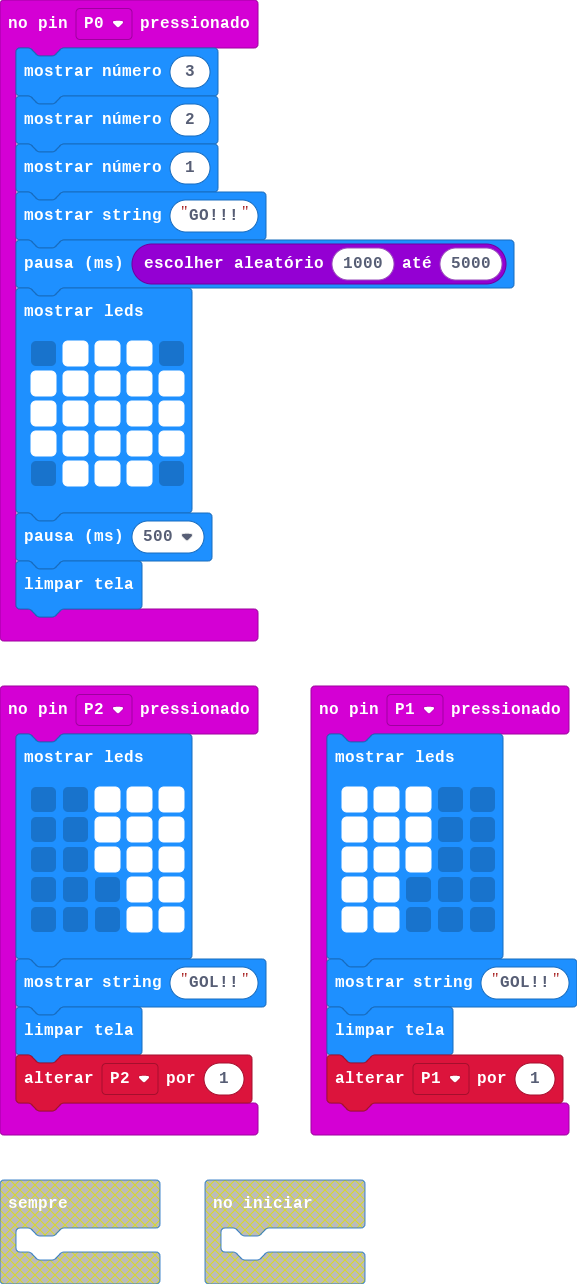 no pin P0 pressionado
mostrar número 3
mostrar número 2
mostrar número 1
mostrar string "GO!!!"
pausa (ms) escolher aleatório 1000 até 5000
mostrar leds
pausa (ms) 500
limpar tela
no pin P2 pressionado
mostrar leds
mostrar string "GOL!!"
limpar tela
alterar P2 por 1
no pin P1 pressionado
mostrar leds
mostrar string "GOL!!"
limpar tela
alterar P1 por 1
sempre
no iniciar